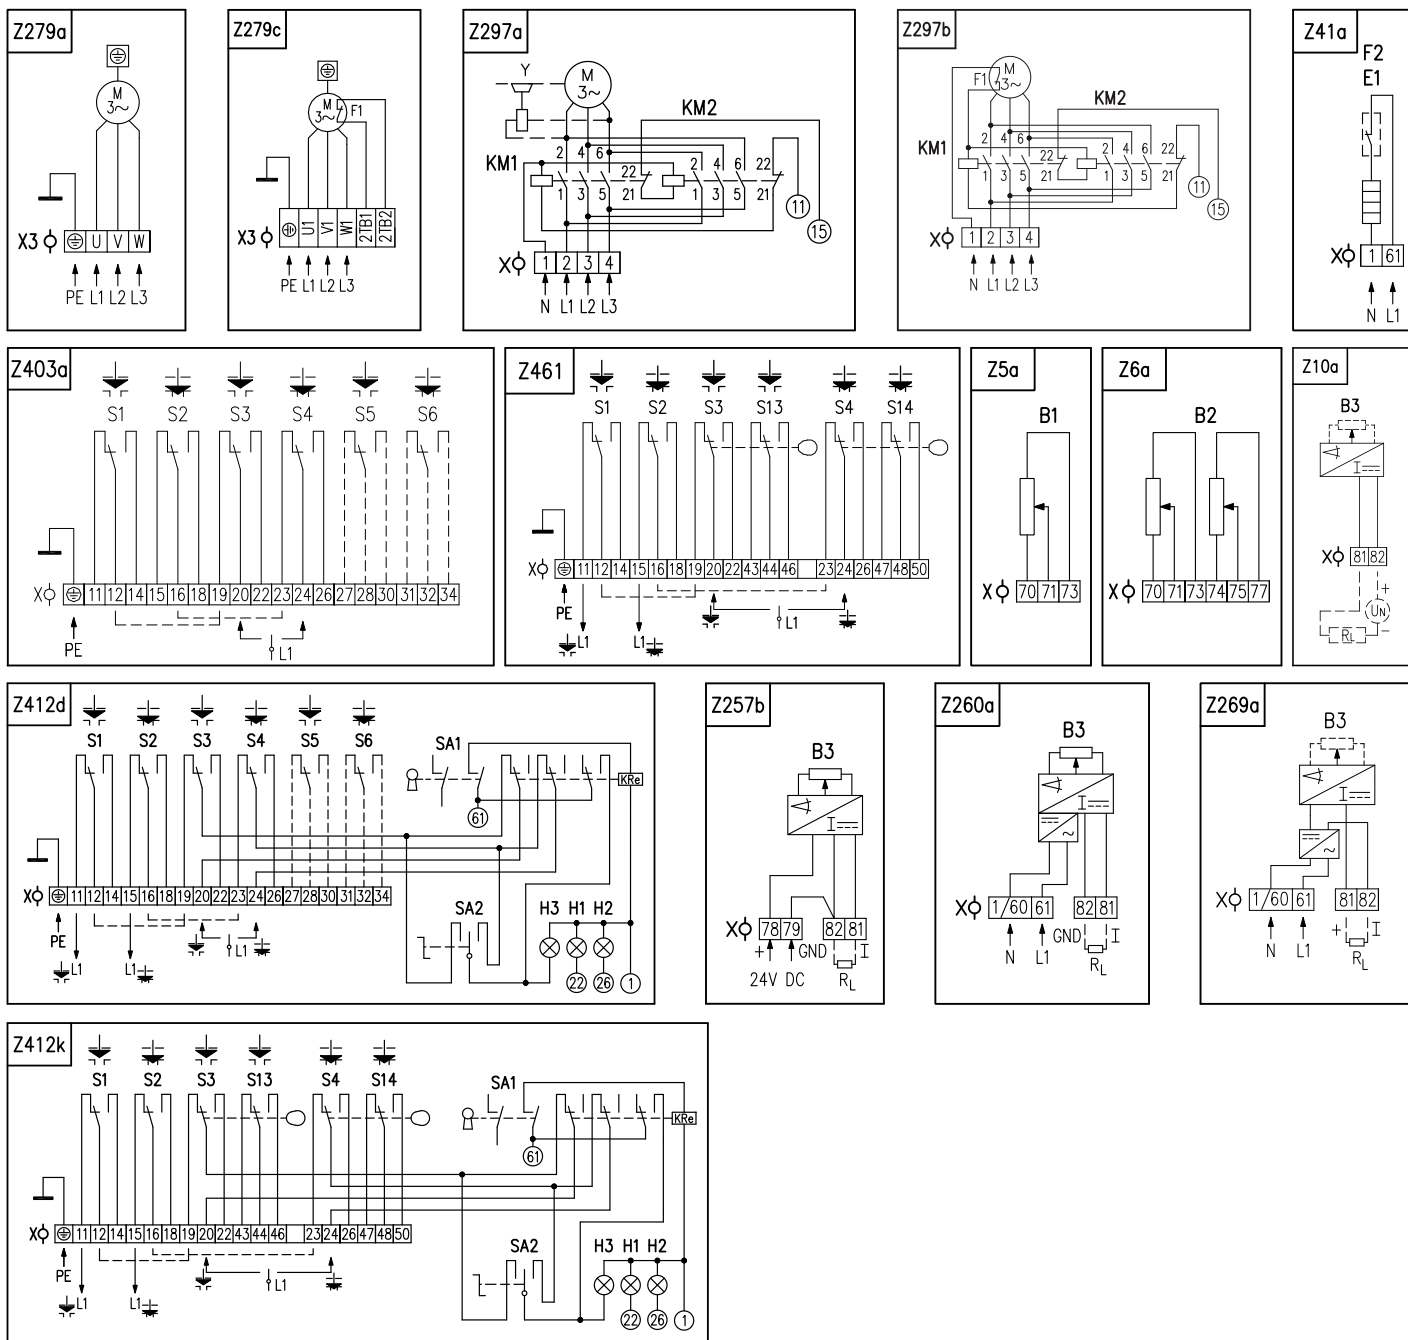 Z279a
M
3~
X3
U V W
PE L1 L2 L3
Z279c
M
3~
F1
X3
U1 V1 W1 2TB1 2TB2
PE L1 L2 L3
Z297a
Y
M
3~
KM2
KM1
2 4 6 22 2 4 6 22
1 3 5 21 1 3 5 21
11
15
X
1 2 3 4
N L1 L2 L3
Z297b
M
3~
F1
KM2
KM1
2 4 6 22 2 4 6 22
1 3 5 21 1 3 5 21
11
15
X
1 2 3 4
N L1 L2 L3
Z41a
F2
E1
X
1 61
N L1
Z403a
S1 S2 S3 S4 S5 S6
X
11 12 14 15 16 18 19 20 22 23 24 26 27 28 30 31 32 34
PE
L1
Z461
S1 S2 S3 S13 S4 S14
X
11 12 14 15 16 18 19 20 22 43 44 46 23 24 26 47 48 50
PE
L1 L1 L1
Z5a
B1
X
70 71 73
Z6a
B2
X
70 71 73 74 75 77
Z10a
B3
I
X
81 82
+
UN
RL
-
Z412d
S1 S2 S3 S4 S5 S6
SA1
KRe
61
X
11 12 14 15 16 18 19 20 22 23 24 26 27 28 30 31 32 34
PE
L1 L1 L1
SA2
H3 H1 H2
22 26 1
Z257b
B3
I
X
78 79 82 81
+ GND I
24V DC RL
Z260a
B3
I
~
X
1/60 61 82 81
N L1 GND RL I
Z269a
B3
I
~
X
1/60 61 81 82
N L1 + RL I
Z412k
S1 S2 S3 S13 S4 S14
SA1
KRe
61
X
11 12 14 15 16 18 19 20 22 43 44 46 23 24 26 47 48 50
PE
L1 L1 L1
SA2
H3 H1 H2
22 26 1